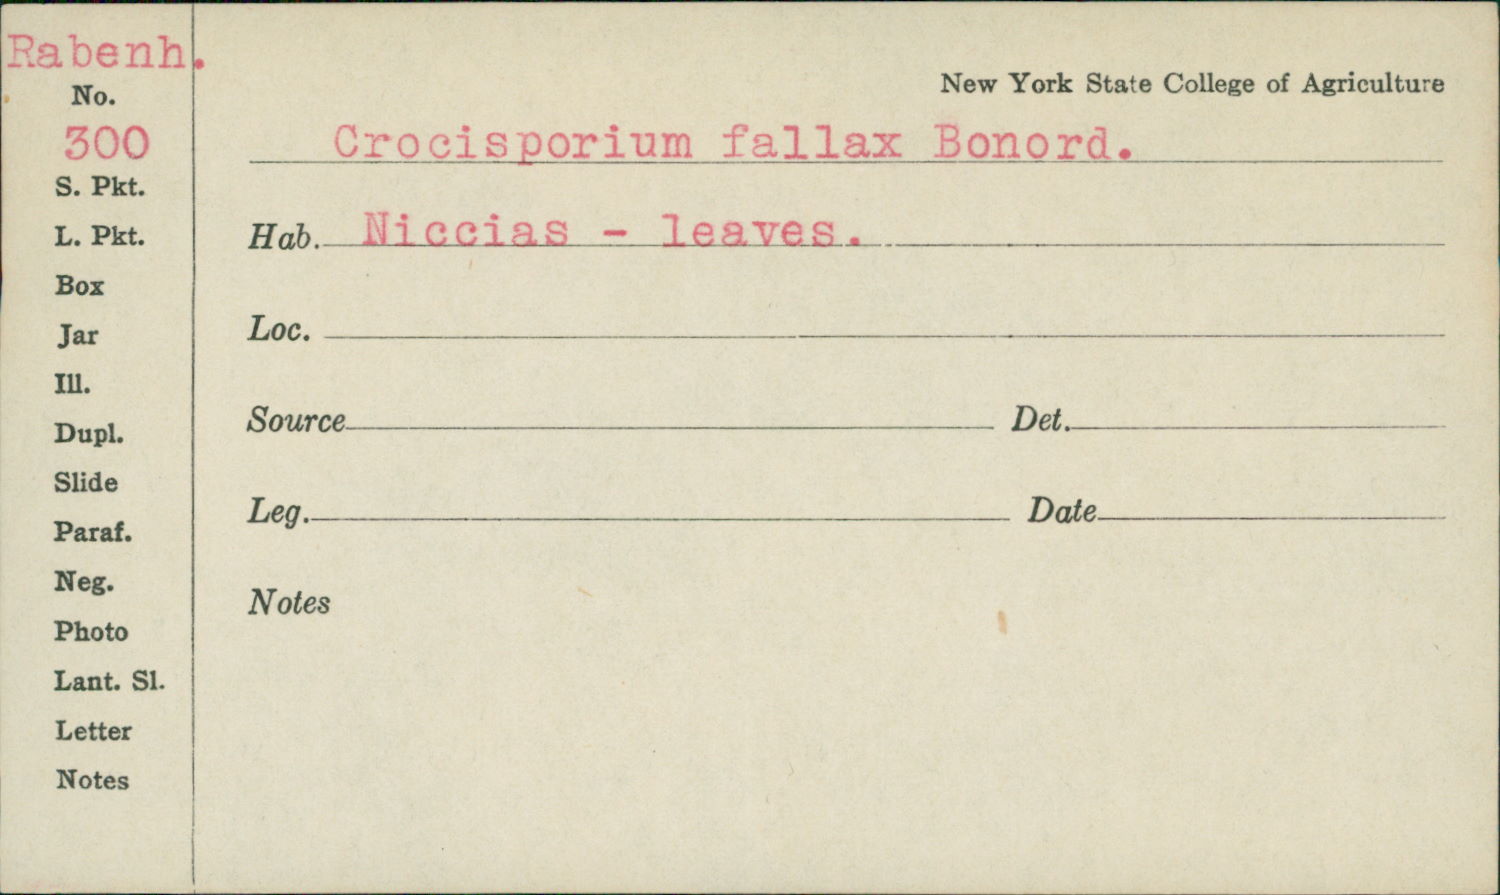 Rabenh.
No.
300
S. Pkt.
L. Pkt.
Box
Jar
Ill.
Dupl.
Slide
Paraf.
Neg.
Photo
Lant. Sl.
Letter
Notes
New York State College of Agriculture
Crocisporium fallax Bonord.
Hab. Niccias - leaves.
Loc.
Source Det.
Leg. Date
Notes